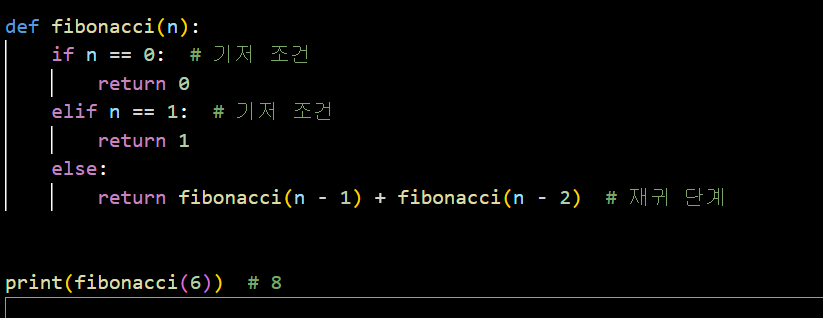 def fibonacci(n):
    if n == 0:  # 기저 조건
        return 0
    elif n == 1:  # 기저 조건
        return 1
    else:
        return fibonacci(n - 1) + fibonacci(n - 2)  # 재귀 단계
print(fibonacci(6))  # 8